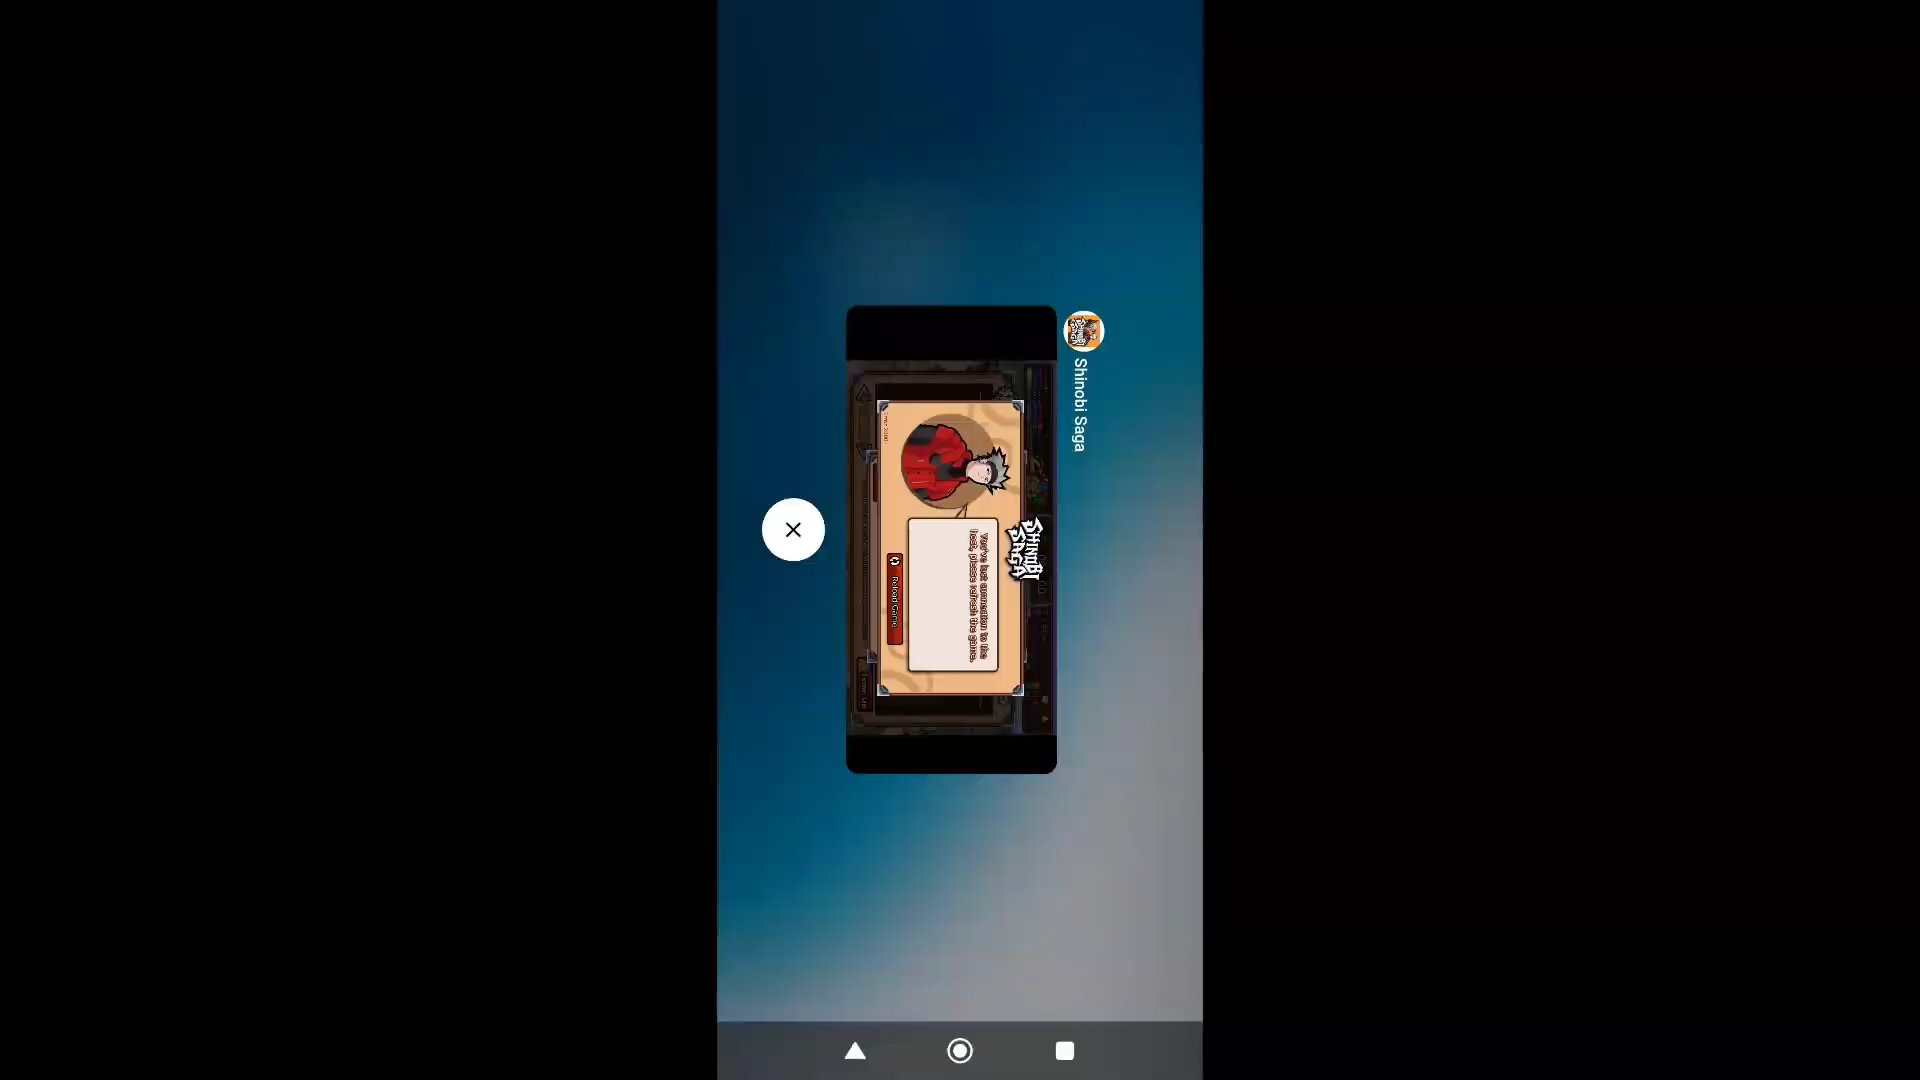 Shinobi Saga
SHINOBI
SAGA
You've lost connection to the
host, please refresh the game.
Reload Game